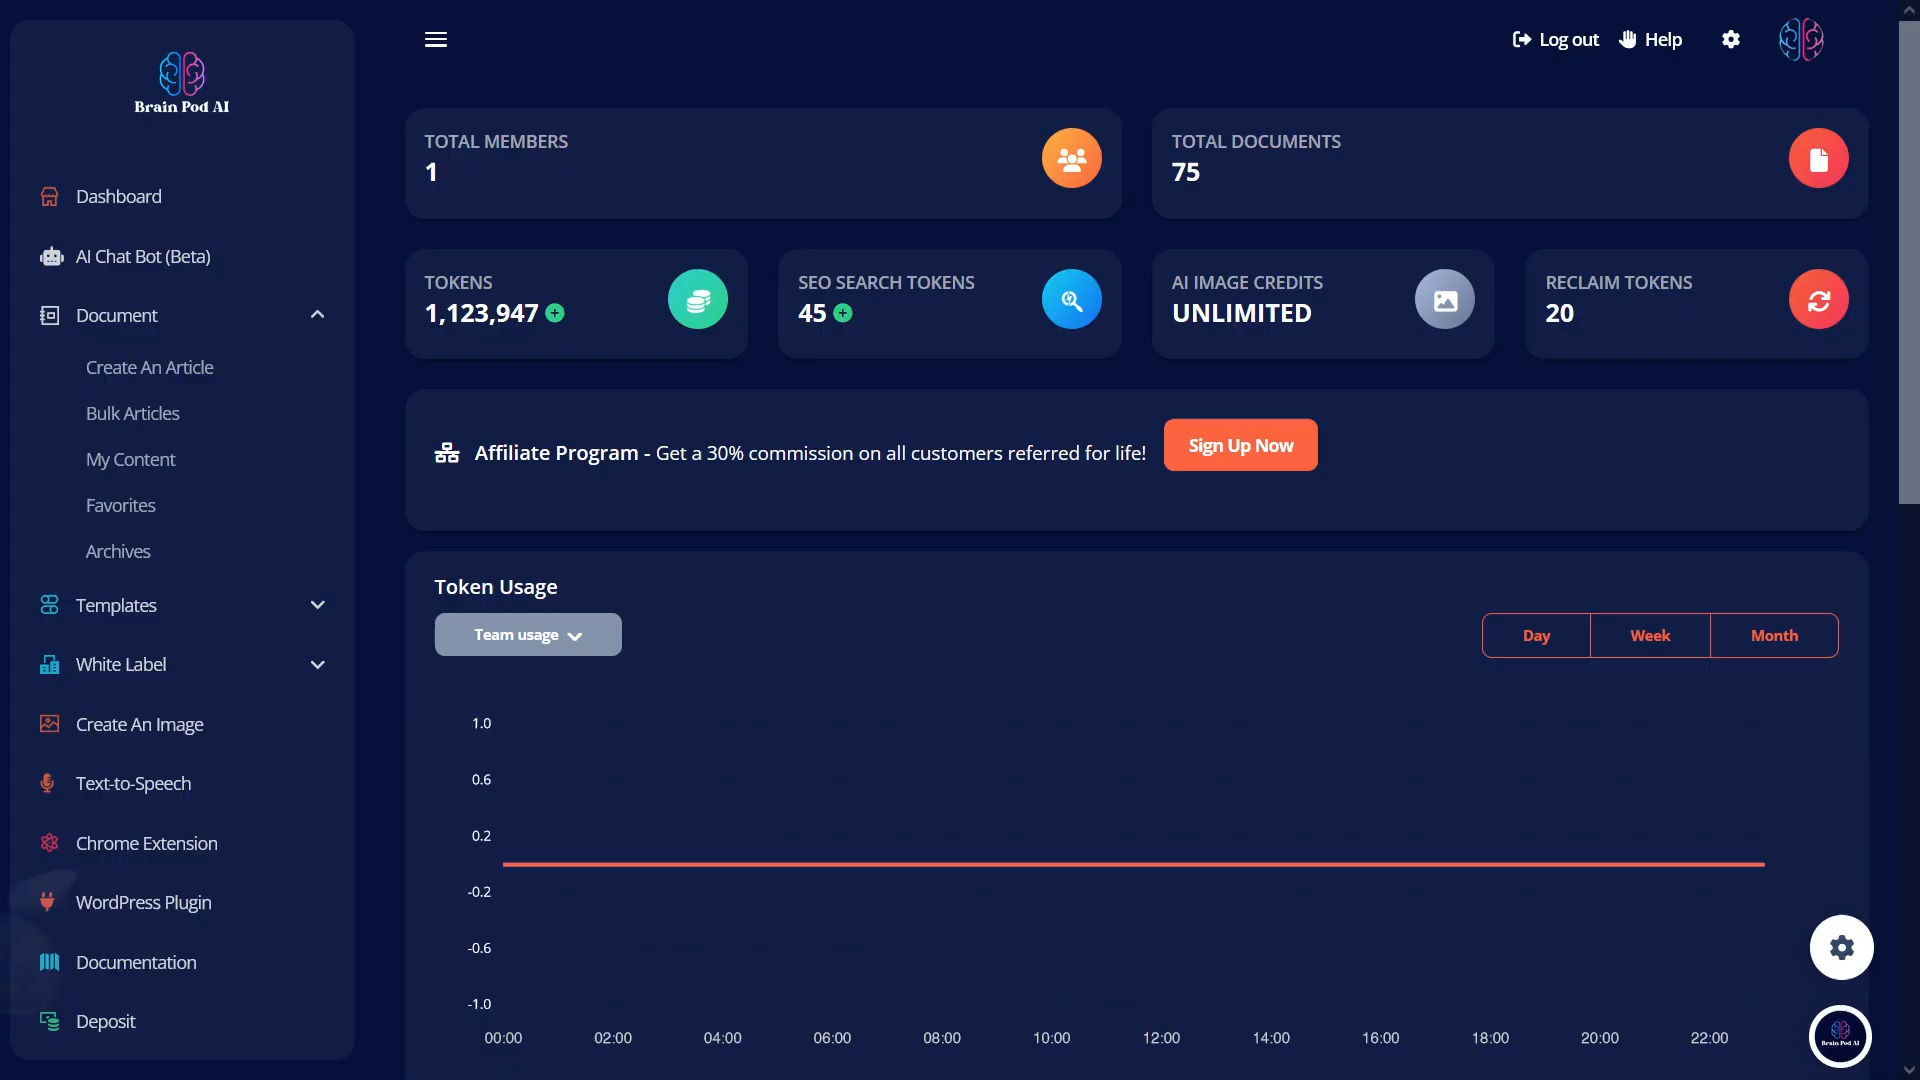 Brain Pod AI
Dashboard
AI Chat Bot (Beta)
Document
Create An Article
Bulk Articles
My Content
Favorites
Archives
Templates
White Label
Create An Image
Text-to-Speech
Chrome Extension
WordPress Plugin
Documentation
Deposit
Log out Help
TOTAL MEMBERS
1
TOTAL DOCUMENTS
75
TOKENS
1,123,947
SEO SEARCH TOKENS
45
AI IMAGE CREDITS
UNLIMITED
RECLAIM TOKENS
20
Affiliate Program - Get a 30% commission on all customers referred for life! Sign Up Now
Token Usage
Team usage
Day Week Month
1.0
0.6
0.2
-0.2
-0.6
-1.0
00:00 02:00 04:00 06:00 08:00 10:00 12:00 14:00 16:00 18:00 20:00 22:00
Brain Pod AI